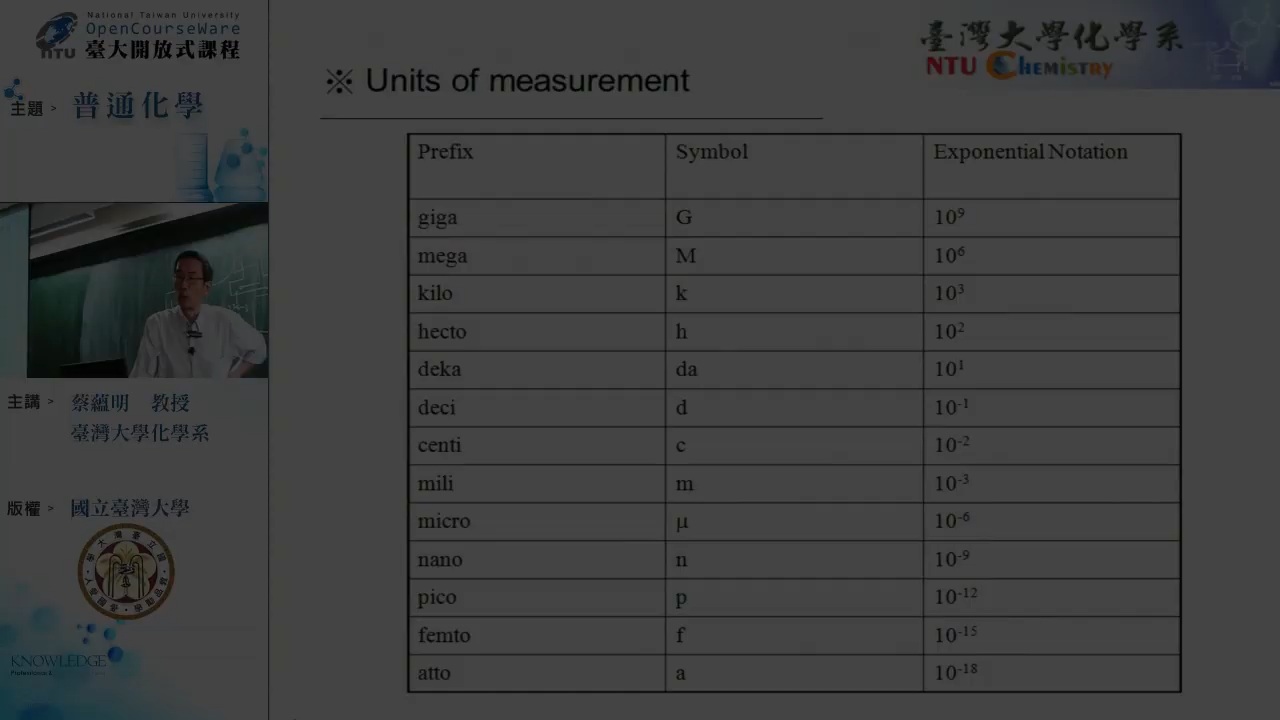 National Taiwan University
OpenCourseWare
NTU 臺大開放式課程
主題 > 普通化學
主講 > 蔡蘊明 教授
臺灣大學化學系
版權 > 國立臺灣大學
KNOWLEDGE
臺灣大學化學系
NTU Chemistry
※ Units of measurement
Prefix Symbol Exponential Notation
giga G 10⁹
mega M 10⁶
kilo k 10³
hecto h 10²
deka da 10¹
deci d 10⁻¹
centi c 10⁻²
mili m 10⁻³
micro μ 10⁻⁶
nano n 10⁻⁹
pico p 10⁻¹²
femto f 10⁻¹⁵
atto a 10⁻¹⁸